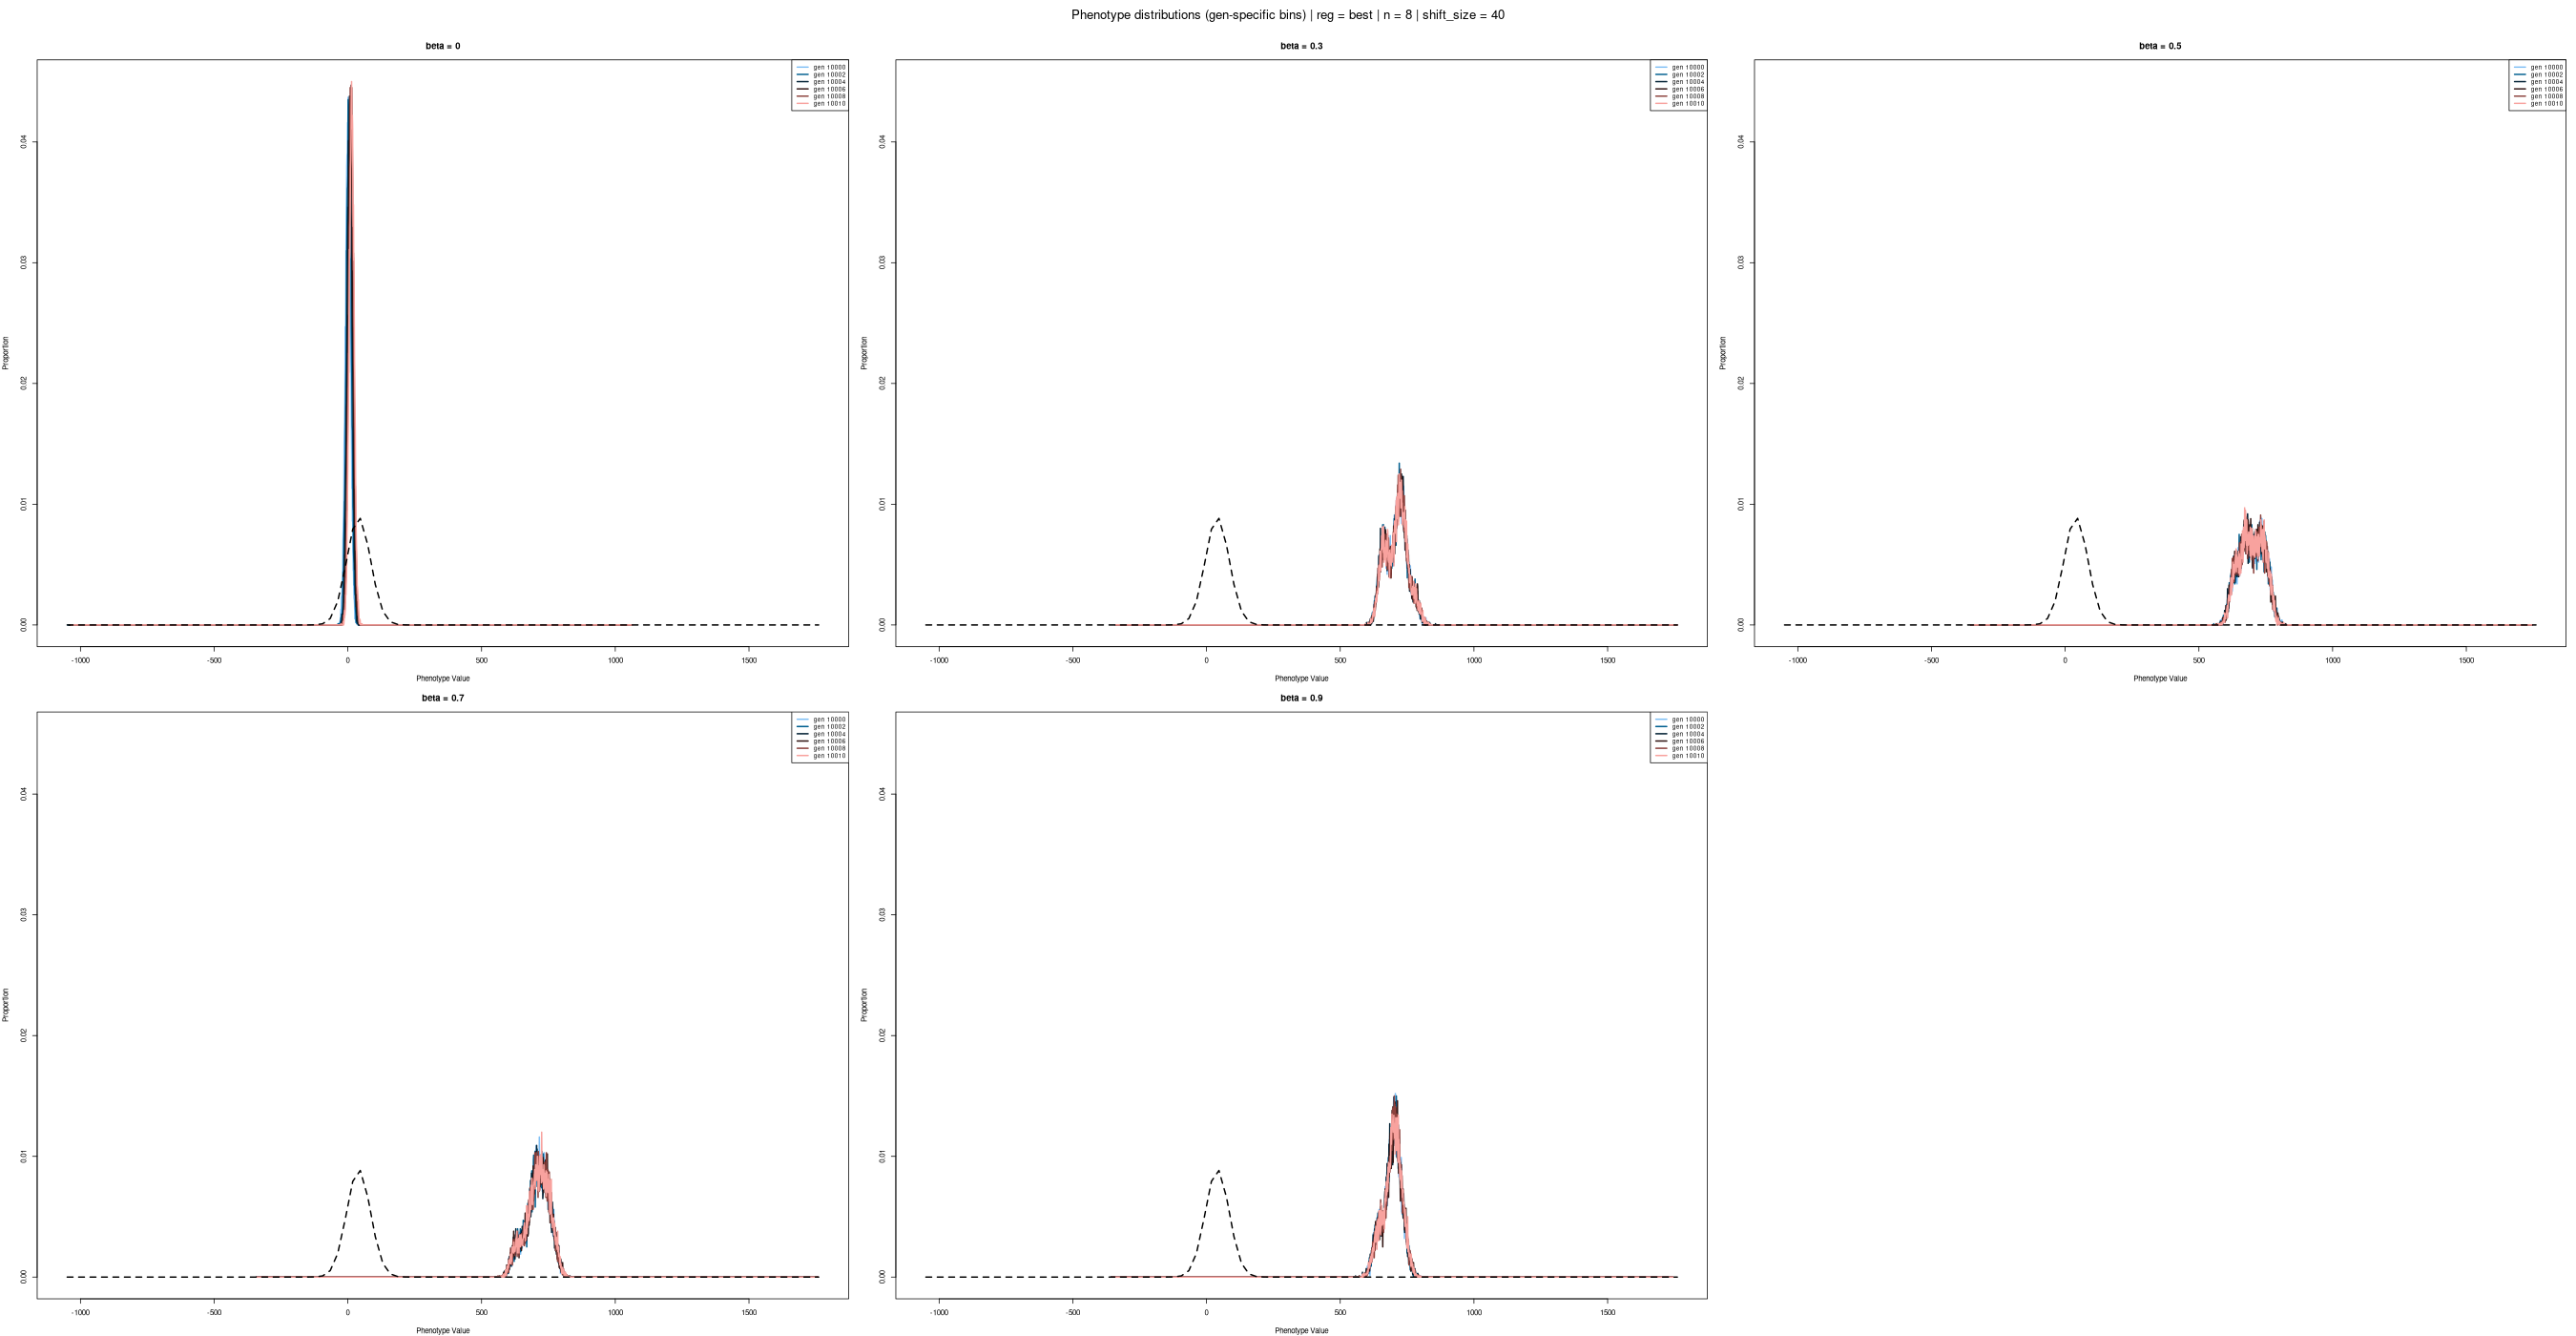 Phenotype distributions (gen-specific bins) | reg = best | n = 8 | shift_size = 40
beta = 0
gen 10000
gen 10002
gen 10004
gen 10006
gen 10008
gen 10010
Proportion
0.04
0.03
0.02
0.01
0.00
-1000 -500 0 500 1000 1500
Phenotype Value
beta = 0.3
gen 10000
gen 10002
gen 10004
gen 10006
gen 10008
gen 10010
Proportion
0.04
0.03
0.02
0.01
0.00
-1000 -500 0 500 1000 1500
Phenotype Value
beta = 0.5
gen 10000
gen 10002
gen 10004
gen 10006
gen 10008
gen 10010
Proportion
0.04
0.03
0.02
0.01
0.00
-1000 -500 0 500 1000 1500
Phenotype Value
beta = 0.7
gen 10000
gen 10002
gen 10004
gen 10006
gen 10008
gen 10010
Proportion
0.04
0.03
0.02
0.01
0.00
-1000 -500 0 500 1000 1500
Phenotype Value
beta = 0.9
gen 10000
gen 10002
gen 10004
gen 10006
gen 10008
gen 10010
Proportion
0.04
0.03
0.02
0.01
0.00
-1000 -500 0 500 1000 1500
Phenotype Value